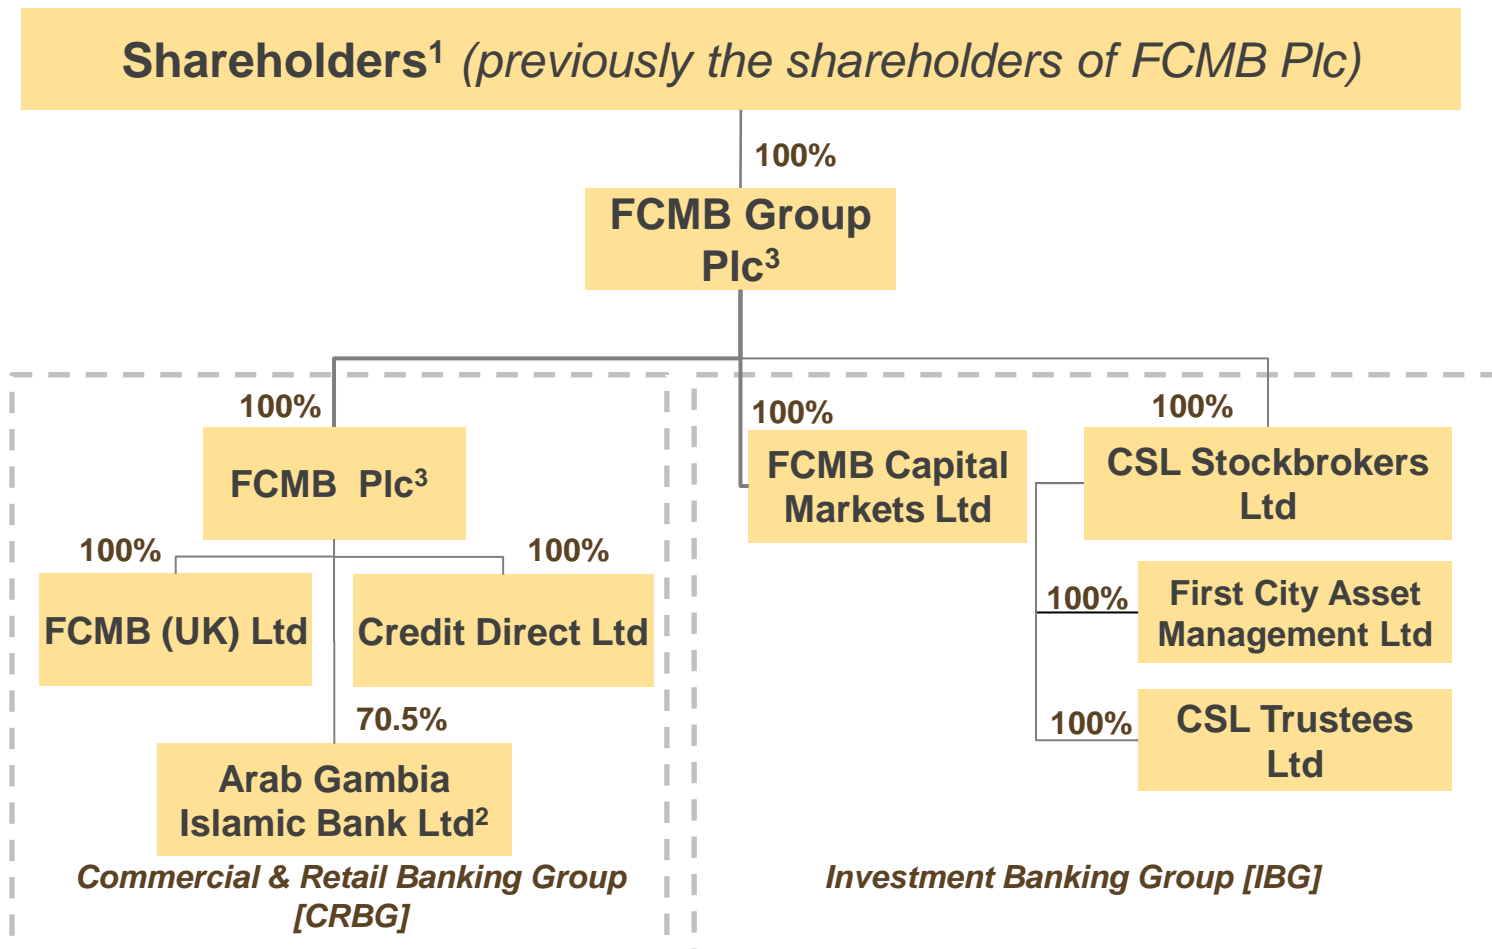 Shareholders¹ (previously the shareholders of FCMB Plc)
100%
FCMB Group
Plc³
100%
100%
100%
FCMB Plc³
FCMB Capital
Markets Ltd
CSL Stockbrokers
Ltd
100%
100%
FCMB (UK) Ltd
Credit Direct Ltd
100%
First City Asset
Management Ltd
70.5%
Arab Gambia
Islamic Bank Ltd²
100%
CSL Trustees
Ltd
Commercial & Retail Banking Group
[CRBG]
Investment Banking Group [IBG]